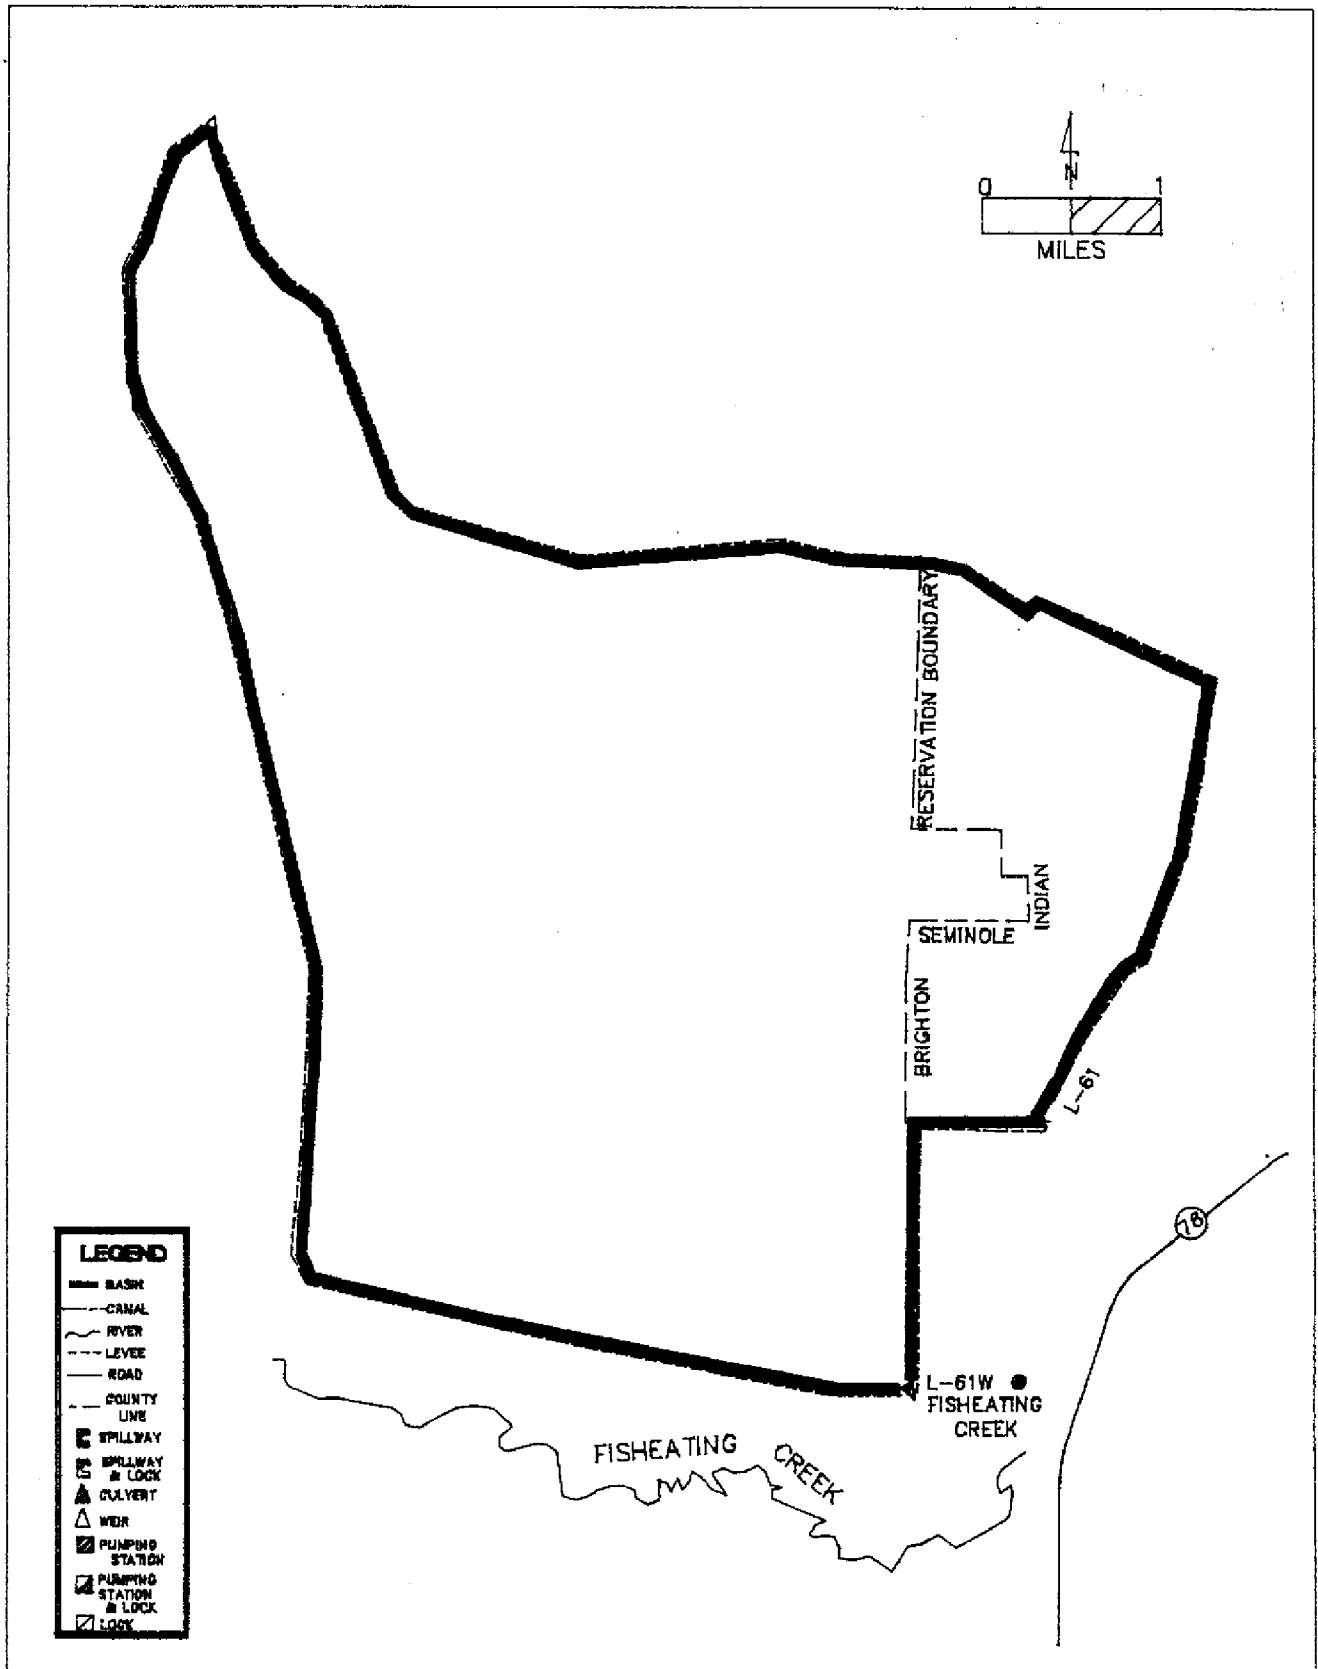 N
0 1
MILES
RESERVATION BOUNDARY
INDIAN
SEMINOLE
BRIGHTON
L-61
78
L-61W
FISHEATING
CREEK
FISHEATING CREEK
LEGEND
BASIN
CANAL
RIVER
LEVEE
ROAD
COUNTY
LINE
SPILLWAY
SPILLWAY
& LOCK
CULVERT
WEIR
PUMPING
STATION
PUMPING
STATION
& LOCK
LOCK